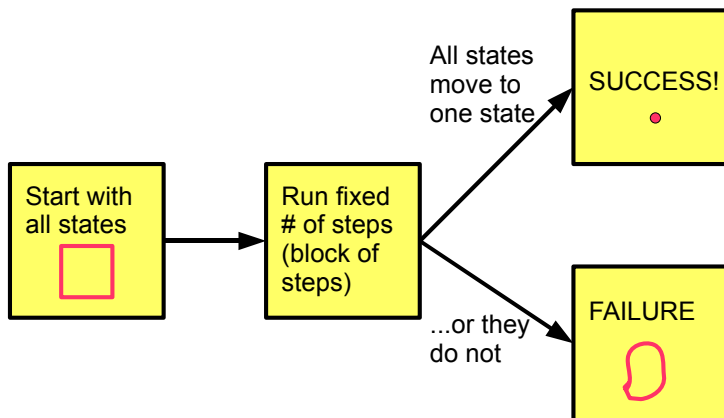 Start with
all states
Run fixed
# of steps
(block of
steps)
All states
move to
one state
SUCCESS!
...or they
do not
FAILURE